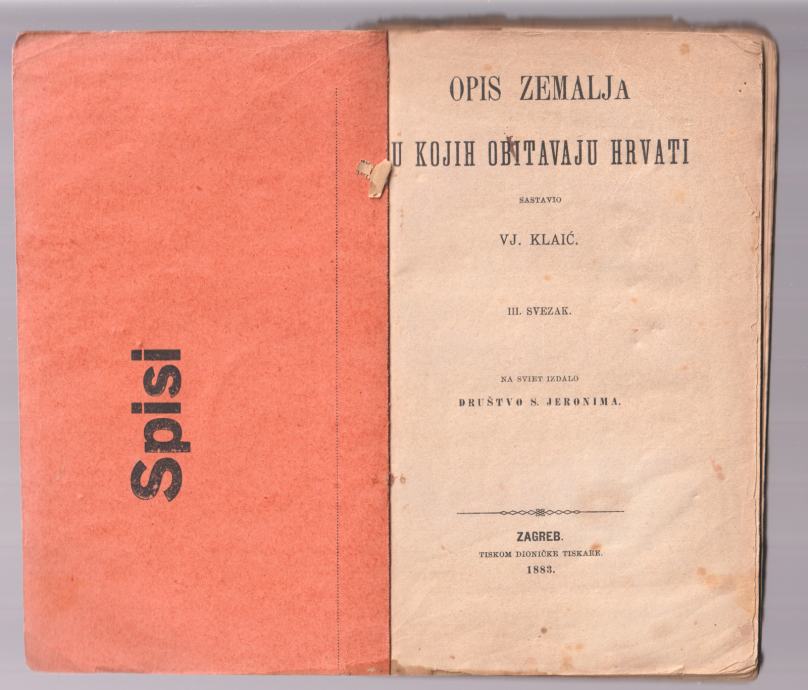 Spisi
OPIS ZEMALJA
U KOJIH OBITAVAJU HRVATI
SASTAVIO
VJ. KLAIĆ.
III. SVEZAK.
NA SVIET IZDALO
DRUŠTVO S. JERONIMA.
ZAGREB.
TISKOM DIONIČKE TISKARE.
1883.